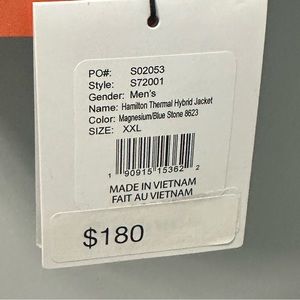 PO#: S02053
Style: S72001
Gender: Men's
Name: Hamilton Thermal Hybrid Jacket
Color: Magnesium/Blue Stone 8623
SIZE: XXL
1 90915 15362 2
MADE IN VIETNAM
FAIT AU VIETNAM
$180